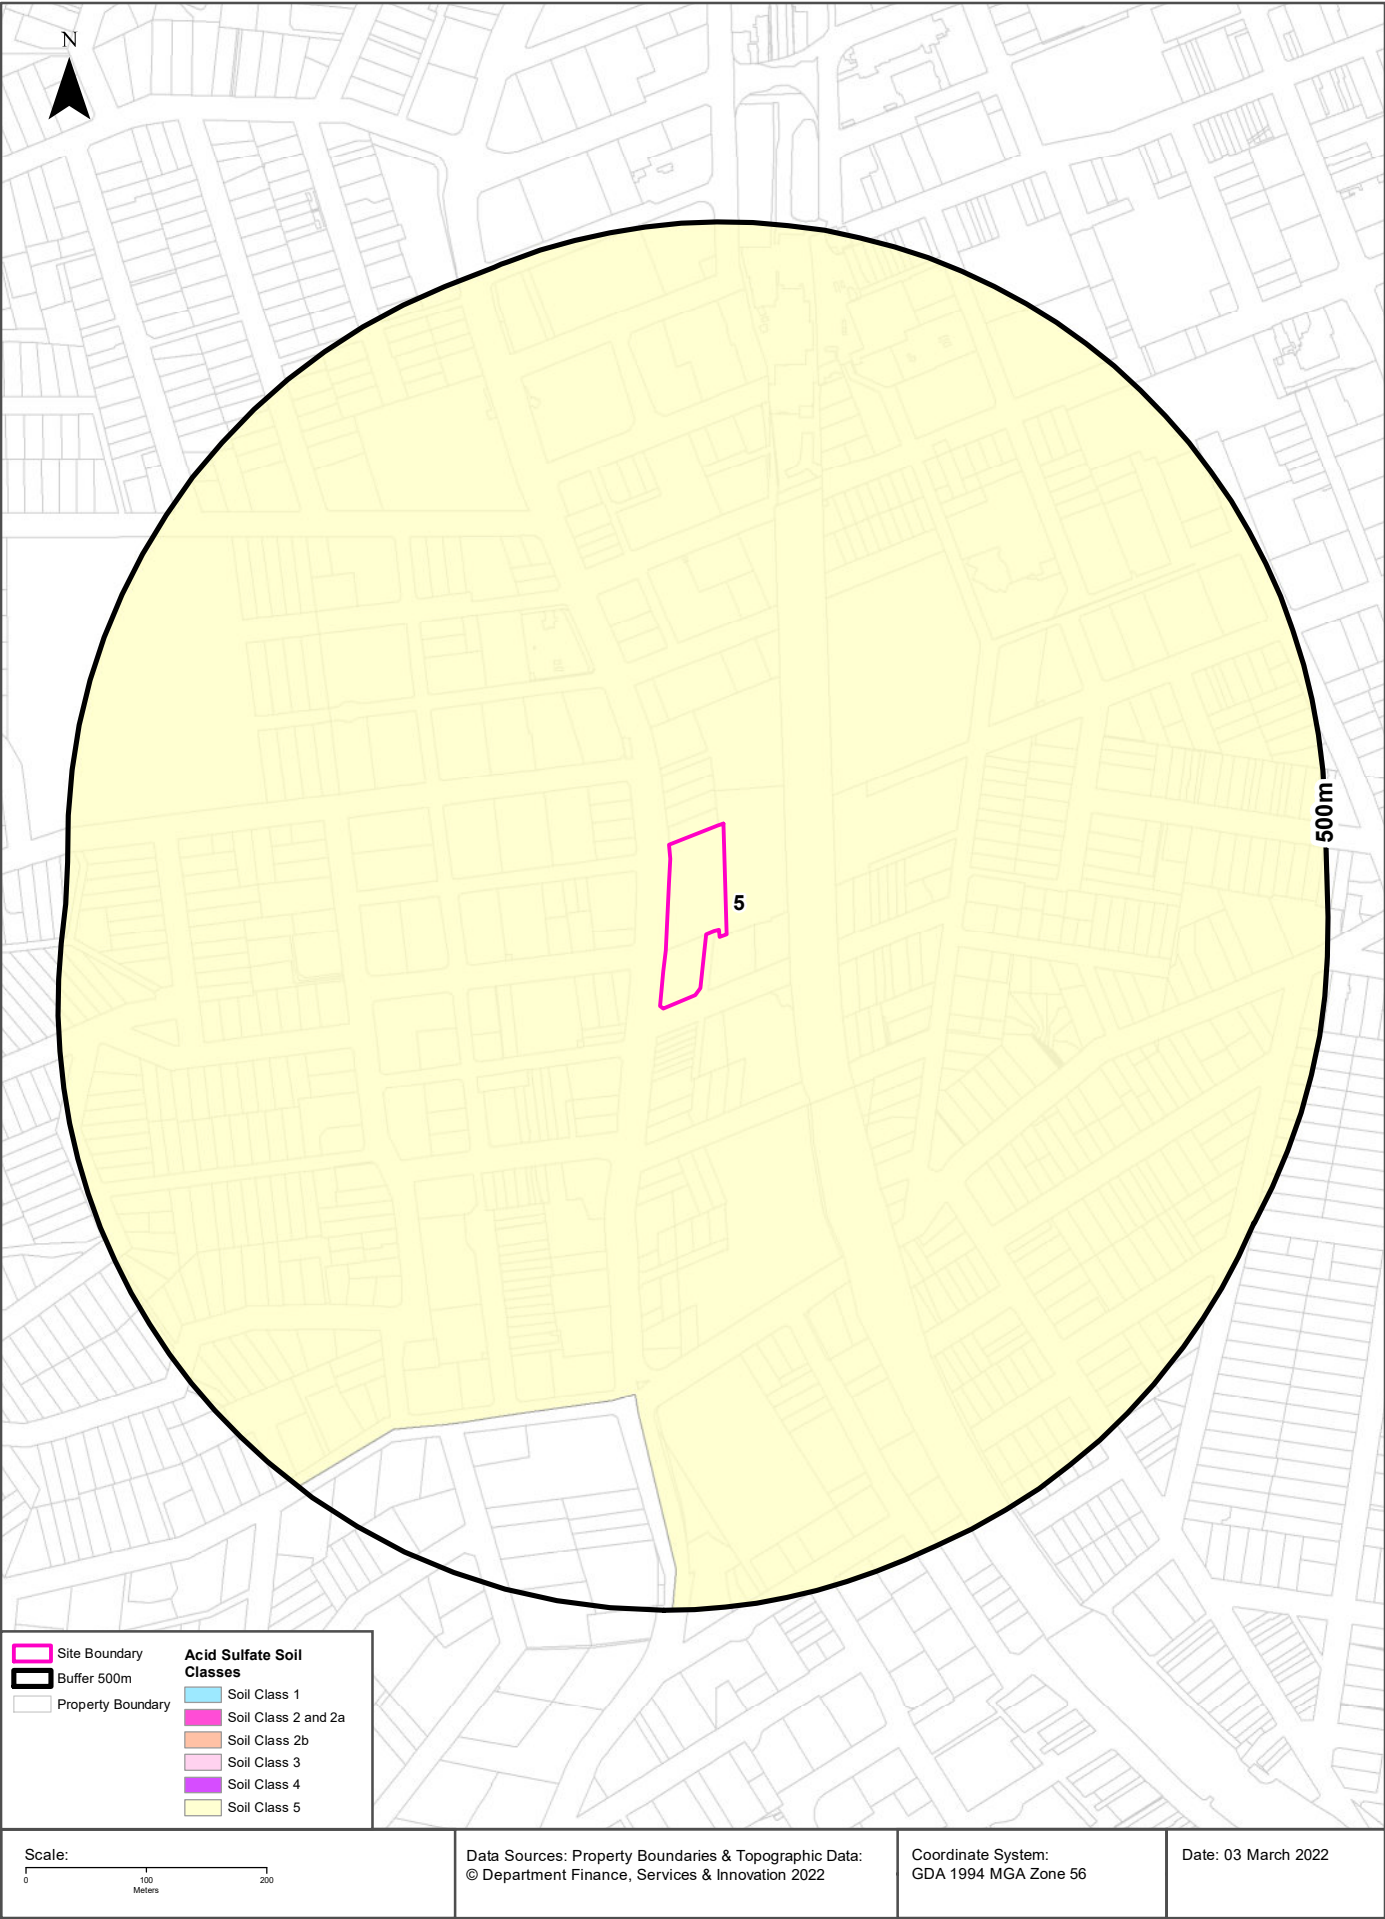 N
500m
5
Site Boundary
Buffer 500m
Property Boundary
Acid Sulfate Soil
Classes
Soil Class 1
Soil Class 2 and 2a
Soil Class 2b
Soil Class 3
Soil Class 4
Soil Class 5
Scale:
0 100 200
Meters
Data Sources: Property Boundaries & Topographic Data:
© Department Finance, Services & Innovation 2022
Coordinate System:
GDA 1994 MGA Zone 56
Date: 03 March 2022